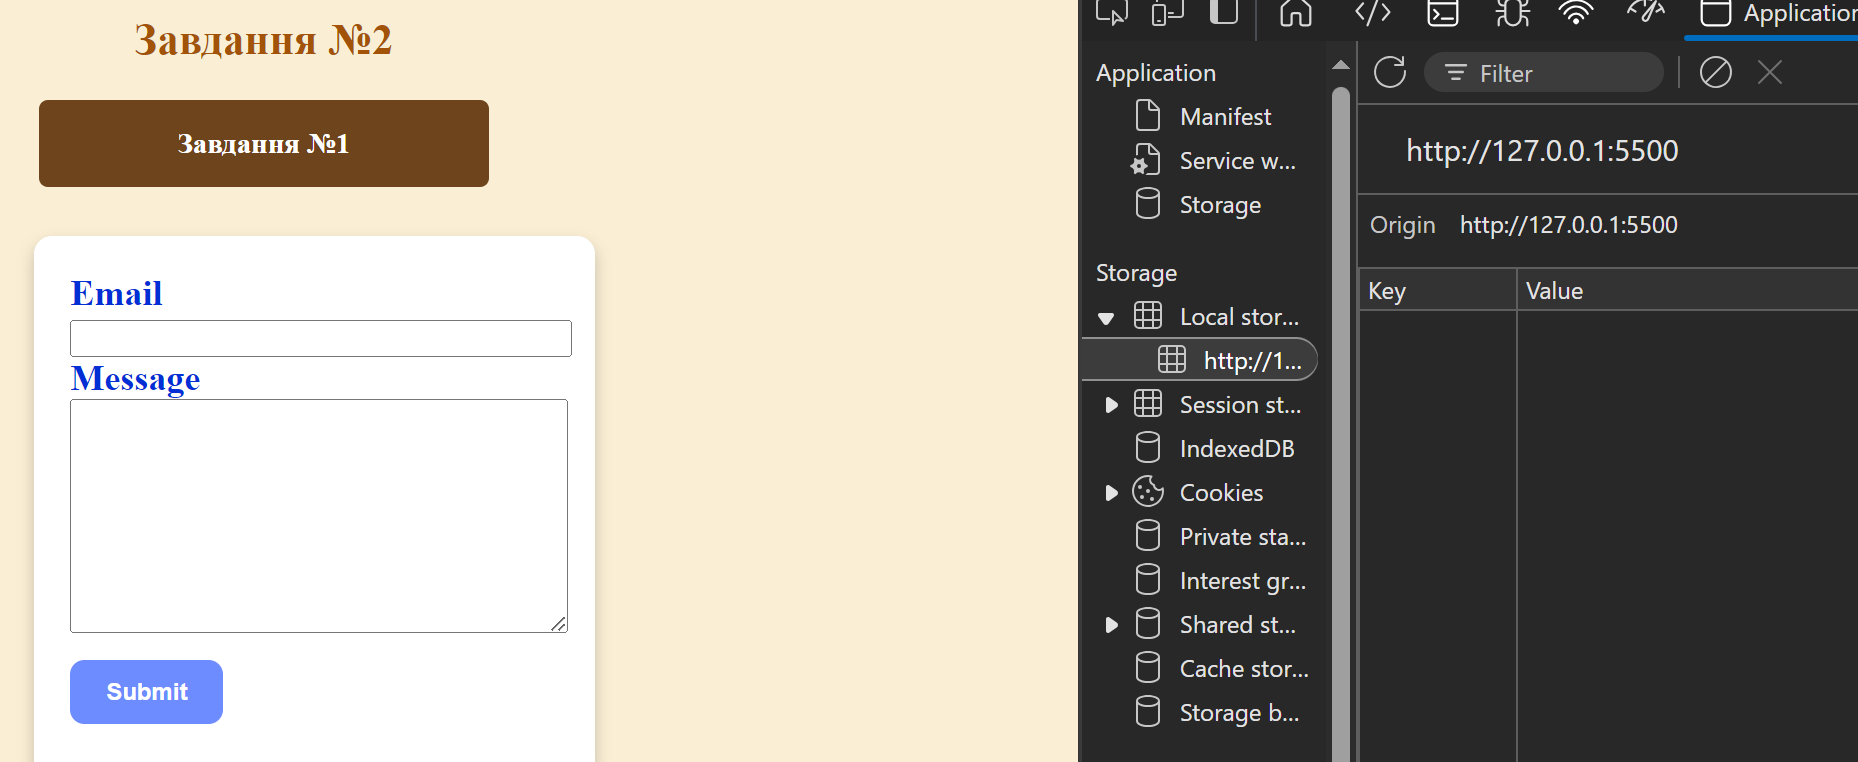 Завдання №2
Завдання №1
Email
Message
Submit
Application
Application
Manifest
Service w...
Storage
Storage
Local stor...
http://1...
Session st...
IndexedDB
Cookies
Private sta...
Interest gr...
Shared st...
Cache stor...
Storage b...
Filter
http://127.0.0.1:5500
Origin http://127.0.0.1:5500
Key Value